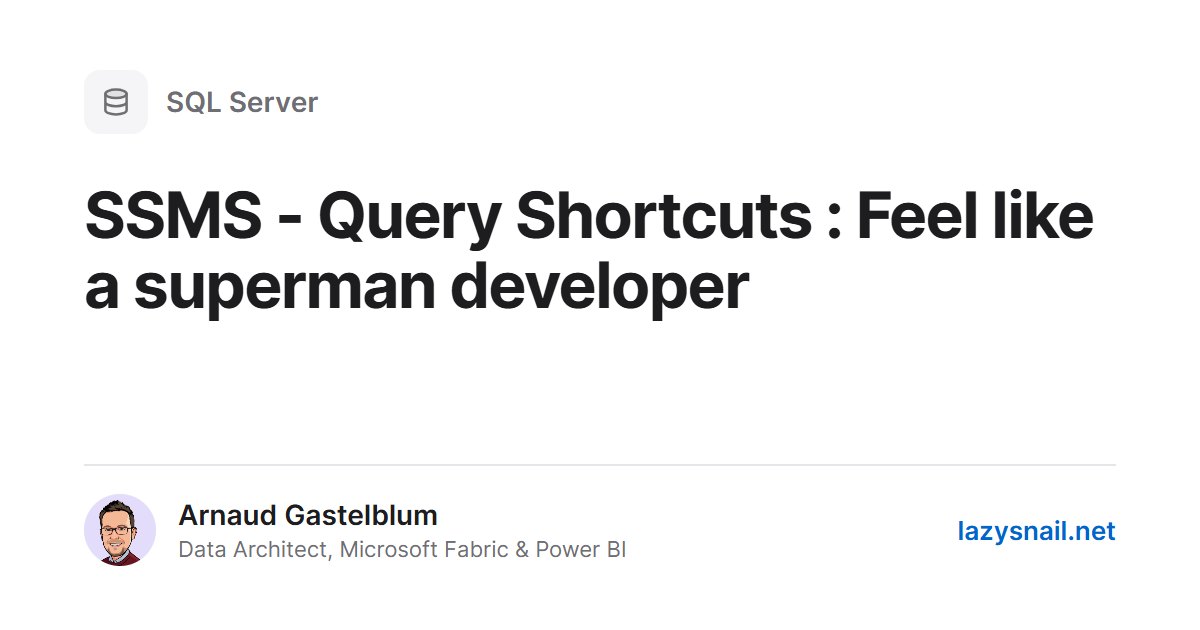 SQL Server
SSMS - Query Shortcuts : Feel like
a superman developer
Arnaud Gastelblum
Data Architect, Microsoft Fabric & Power BI
lazysnail.net